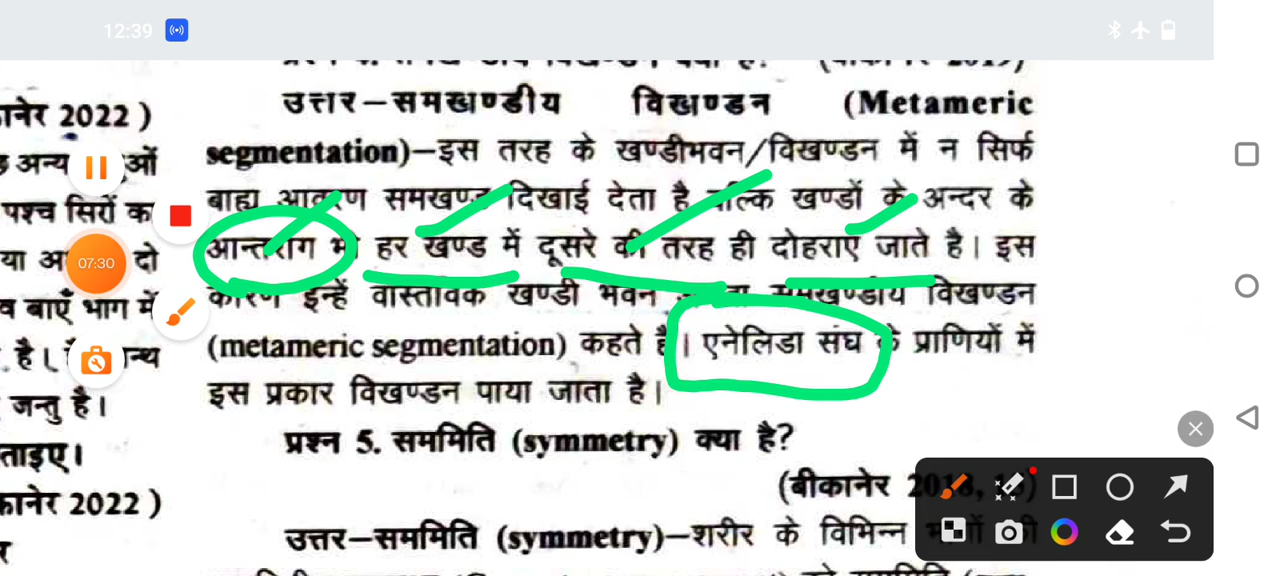 12:39
उत्तर–समखण्डीय विखण्डन (Metameric
segmentation)–इस तरह के खण्डीभवन/विखण्डन में न सिर्फ
बाह्य आवरण समखण्ड दिखाई देता है बल्कि खण्डों के अन्दर के
आन्तरांग भी हर खण्ड में दूसरे की तरह ही दोहराए जाते है। इस
कारण इन्हें वास्तविक खण्डी भवन समखण्डीय विखण्डन
(metameric segmentation) कहते है। एनेलिडा संघ के प्राणियों में
इस प्रकार विखण्डन पाया जाता है।
प्रश्न 5. सममिति (symmetry) क्या है?
(बीकानेर 2018,
उत्तर–सममिति (symmetry)–शरीर के विभिन्न
2022 )
अन्य
पश्च सिरों
07:30
दो
बाएँ भाग में
है।
जन्तु है।
2022 )